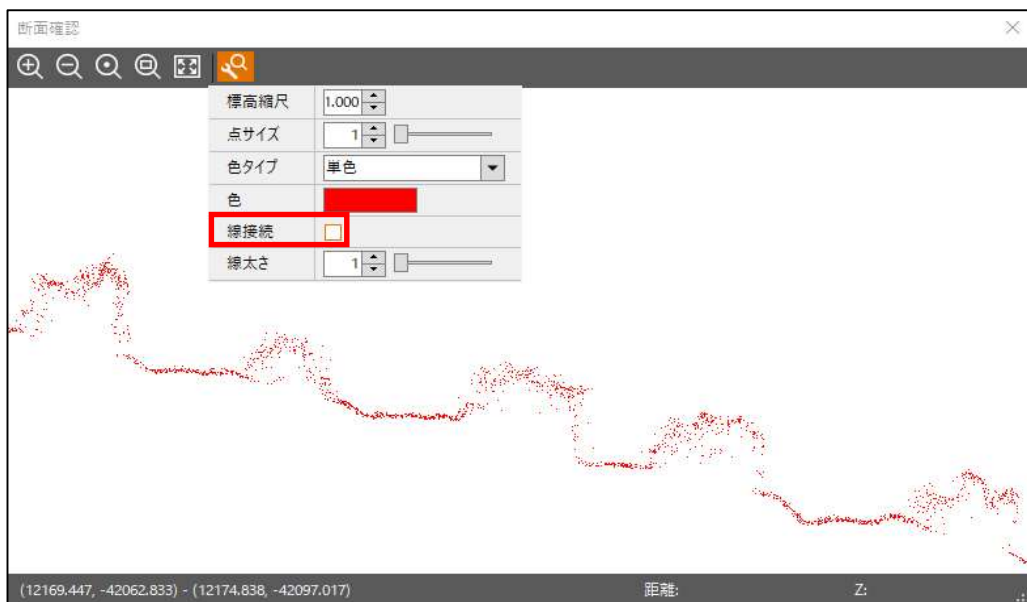 断面確認
標高縮尺 1.000
点サイズ 1
色タイプ 単色
色
線接続
線太さ 1
(12169.447, -42062.833) - (12174.838, -42097.017) 距離: Z: